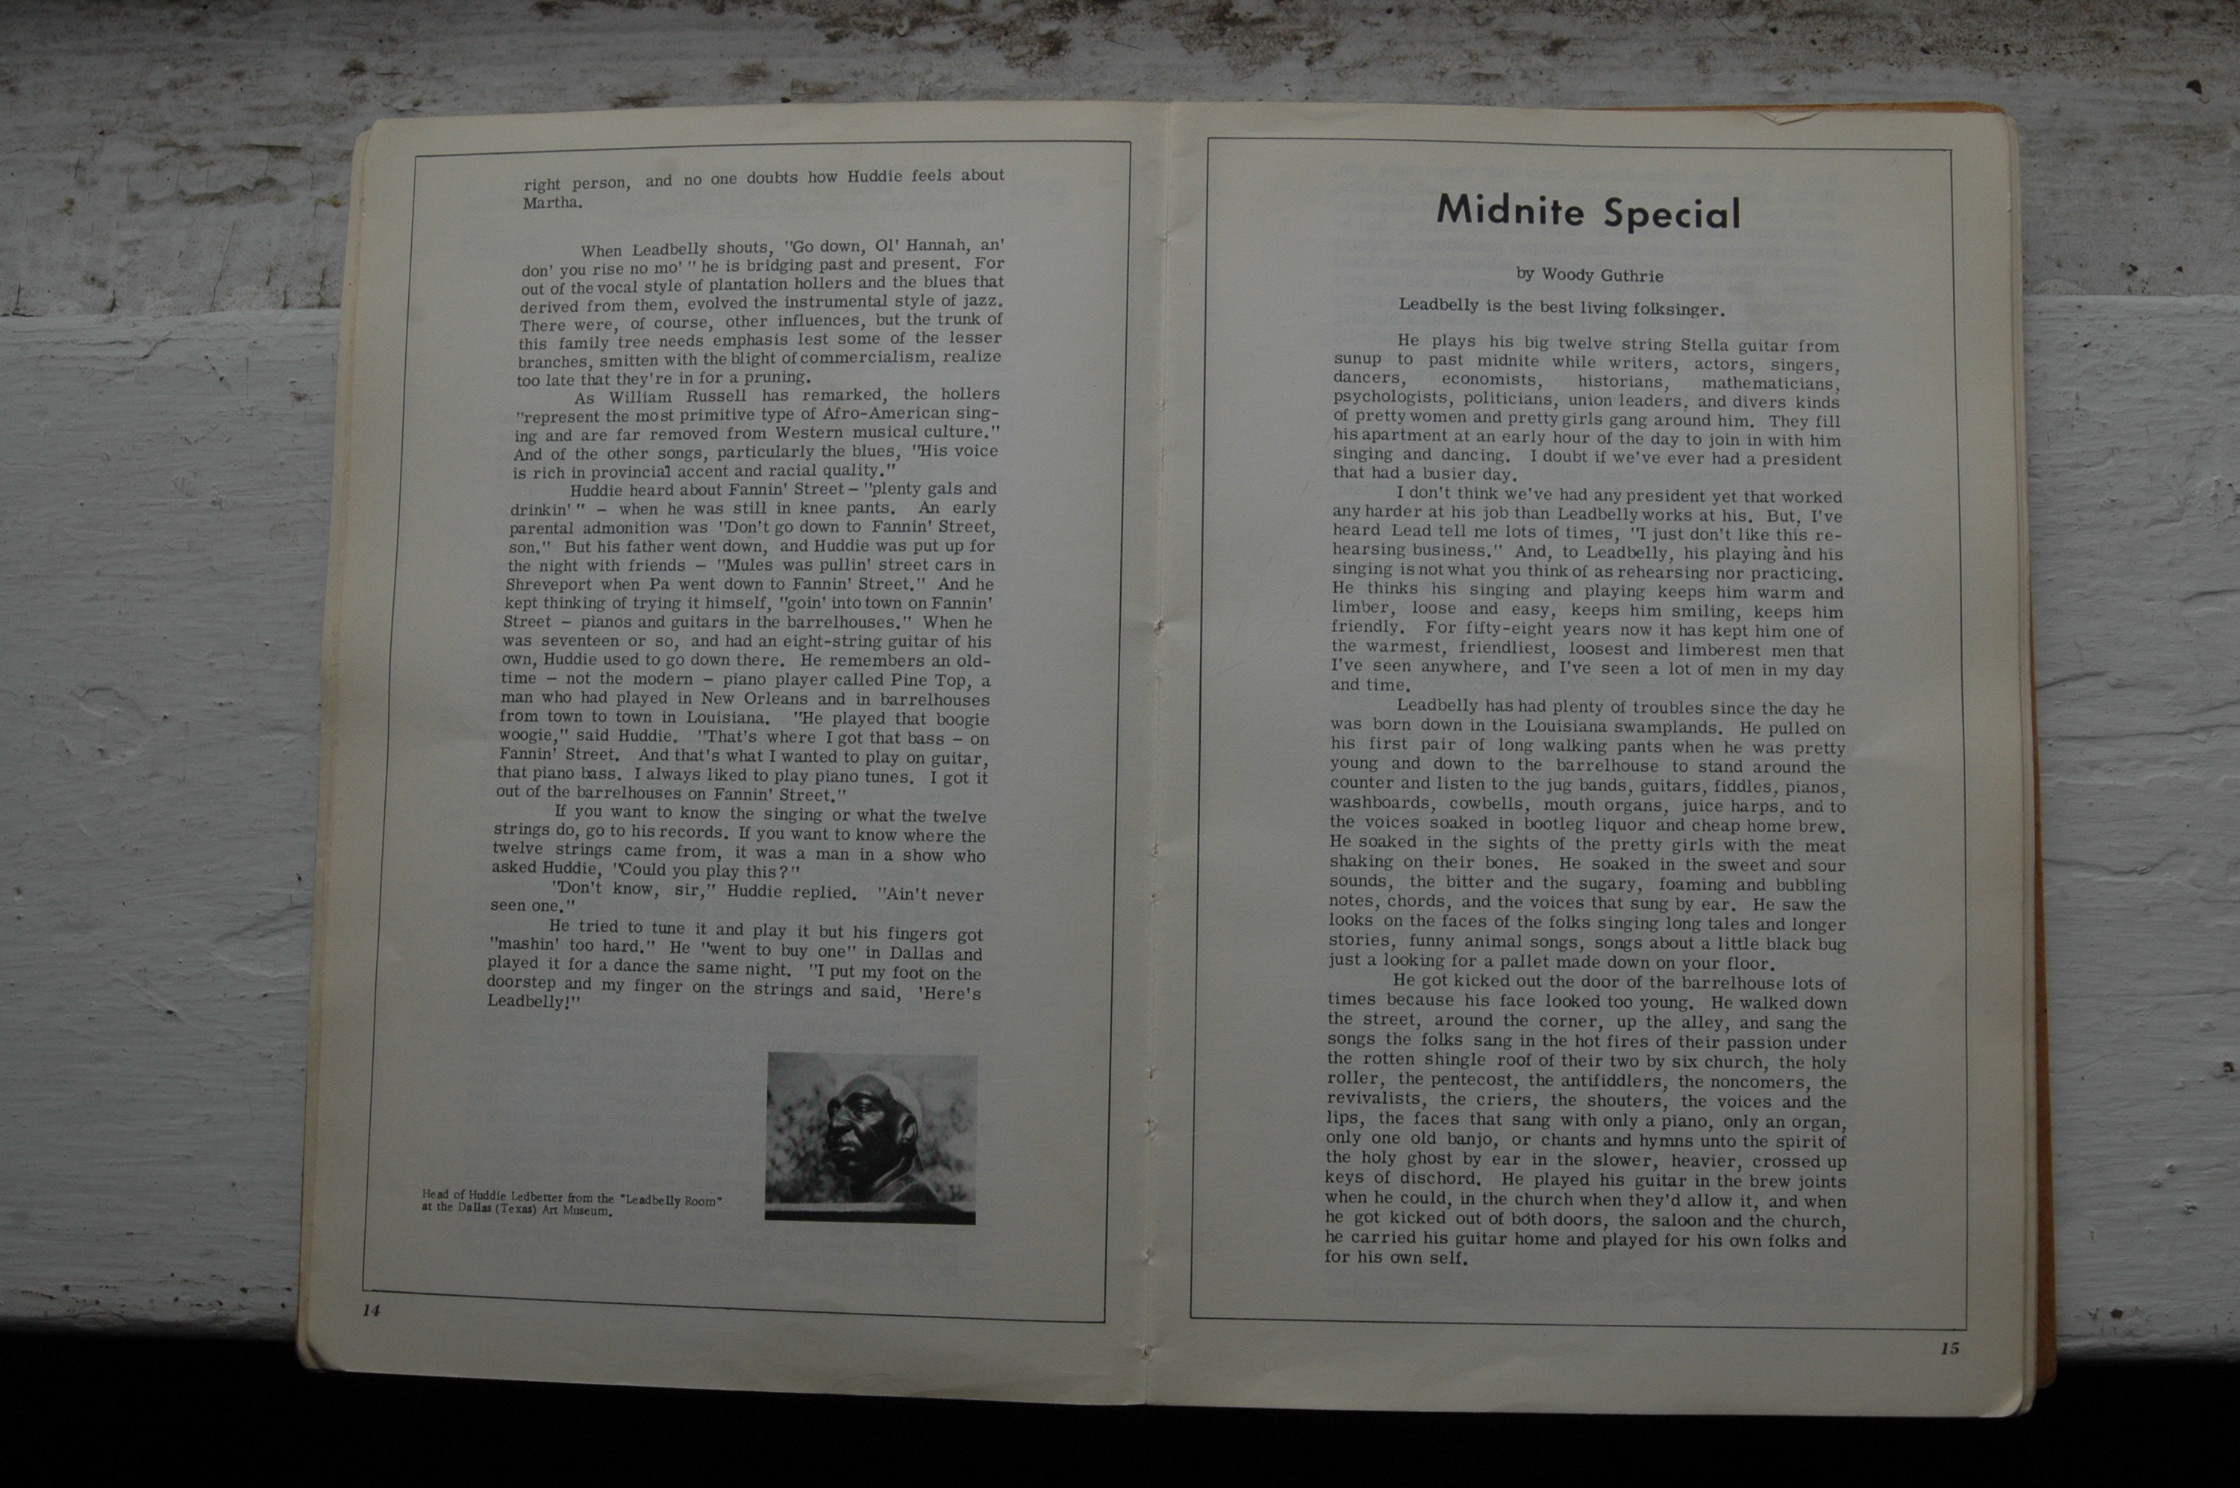 right person, and no one doubts how Huddie feels about
Martha.
When Leadbelly shouts, "Go down, Ol' Hannah, an'
don' you rise no mo' " he is bridging past and present. For
out of the vocal style of plantation hollers and the blues that
derived from them, evolved the instrumental style of jazz.
There were, of course, other influences, but the trunk of
this family tree needs emphasis lest some of the lesser
branches, smitten with the blight of commercialism, realize
too late that they're in for a pruning.
As William Russell has remarked, the hollers
"represent the most primitive type of Afro-American sing-
ing and are far removed from Western musical culture."
And of the other songs, particularly the blues, "His voice
is rich in provincial accent and racial quality."
Huddie heard about Fannin' Street – "plenty gals and
drinkin' " – when he was still in knee pants. An early
parental admonition was "Don't go down to Fannin' Street,
son." But his father went down, and Huddie was put up for
the night with friends – "Mules was pullin' street cars in
Shreveport when Pa went down to Fannin' Street." And he
kept thinking of trying it himself, "goin' into town on Fannin'
Street – pianos and guitars in the barrelhouses." When he
was seventeen or so, and had an eight-string guitar of his
own, Huddie used to go down there. He remembers an old-
time – not the modern – piano player called Pine Top, a
man who had played in New Orleans and in barrelhouses
from town to town in Louisiana. "He played that boogie
woogie," said Huddie. "That's where I got that bass – on
Fannin' Street. And that's what I wanted to play on guitar,
that piano bass. I always liked to play piano tunes. I got it
out of the barrelhouses on Fannin' Street."
If you want to know the singing or what the twelve
strings do, go to his records. If you want to know where the
twelve strings came from, it was a man in a show who
asked Huddie, "Could you play this?"
"Don't know, sir," Huddie replied. "Ain't never
seen one."
He tried to tune it and play it but his fingers got
"mashin' too hard." He "went to buy one" in Dallas and
played it for a dance the same night. "I put my foot on the
doorstep and my finger on the strings and said, 'Here's
Leadbelly!'"
Head of Huddie Ledbetter from the "Leadbelly Room"
at the Dallas (Texas) Art Museum.
14
Midnite Special
by Woody Guthrie
Leadbelly is the best living folksinger.
He plays his big twelve string Stella guitar from
sunup to past midnite while writers, actors, singers,
dancers, economists, historians, mathematicians,
psychologists, politicians, union leaders, and divers kinds
of pretty women and pretty girls gang around him. They fill
his apartment at an early hour of the day to join in with him
singing and dancing. I doubt if we've ever had a president
that had a busier day.
I don't think we've had any president yet that worked
any harder at his job than Leadbelly works at his. But, I've
heard Lead tell me lots of times, "I just don't like this re-
hearsing business." And, to Leadbelly, his playing and his
singing is not what you think of as rehearsing nor practicing.
He thinks his singing and playing keeps him warm and
limber, loose and easy, keeps him smiling, keeps him
friendly. For fifty-eight years now it has kept him one of
the warmest, friendliest, loosest and limberest men that
I've seen anywhere, and I've seen a lot of men in my day
and time.
Leadbelly has had plenty of troubles since the day he
was born down in the Louisiana swamplands. He pulled on
his first pair of long walking pants when he was pretty
young and down to the barrelhouse to stand around the
counter and listen to the jug bands, guitars, fiddles, pianos,
washboards, cowbells, mouth organs, juice harps, and to
the voices soaked in bootleg liquor and cheap home brew.
He soaked in the sights of the pretty girls with the meat
shaking on their bones. He soaked in the sweet and sour
sounds, the bitter and the sugary, foaming and bubbling
notes, chords, and the voices that sung by ear. He saw the
looks on the faces of the folks singing long tales and longer
stories, funny animal songs, songs about a little black bug
just a looking for a pallet made down on your floor.
He got kicked out the door of the barrelhouse lots of
times because his face looked too young. He walked down
the street, around the corner, up the alley, and sang the
songs the folks sang in the hot fires of their passion under
the rotten shingle roof of their two by six church, the holy
roller, the pentecost, the antifiddlers, the noncomers, the
revivalists, the criers, the shouters, the voices and the
lips, the faces that sang with only a piano, only an organ,
only one old banjo, or chants and hymns unto the spirit of
the holy ghost by ear in the slower, heavier, crossed up
keys of dischord. He played his guitar in the brew joints
when he could, in the church when they'd allow it, and when
he got kicked out of both doors, the saloon and the church,
he carried his guitar home and played for his own folks and
for his own self.
15